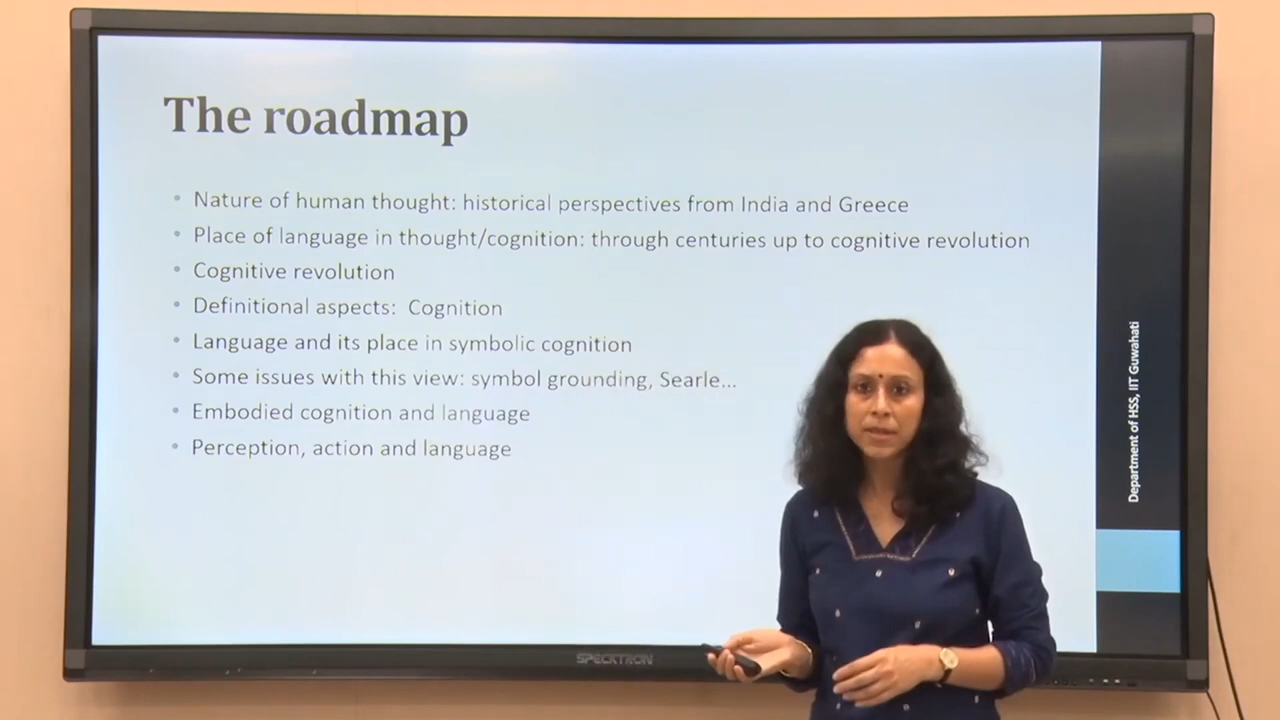 The roadmap
Nature of human thought: historical perspectives from India and Greece
Place of language in thought/cognition: through centuries up to cognitive revolution
Cognitive revolution
Definitional aspects: Cognition
Language and its place in symbolic cognition
Some issues with this view: symbol grounding, Searle...
Embodied cognition and language
Perception, action and language
Department of HSS, IIT Guwahati
SPECKTRON